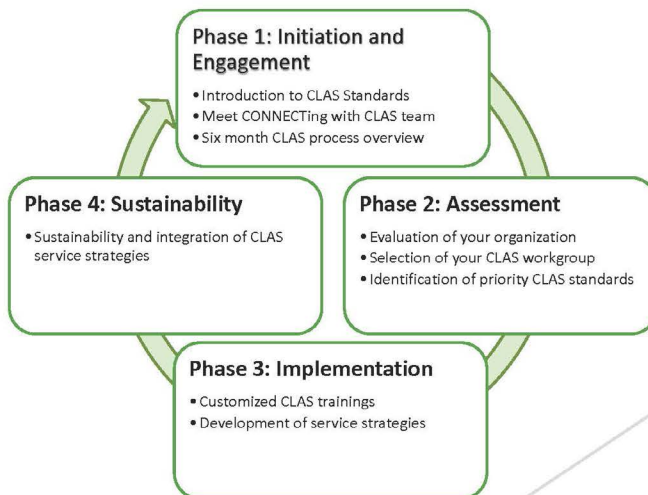 Phase 1: Initiation and
Engagement
• Introduction to CLAS Standards
• Meet CONNECTing with CLAS team
• Six month CLAS process overview
Phase 2: Assessment
• Evaluation of your organization
• Selection of your CLAS workgroup
• Identification of priority CLAS standards
Phase 3: Implementation
• Customized CLAS trainings
• Development of service strategies
Phase 4: Sustainability
• Sustainability and integration of CLAS
service strategies